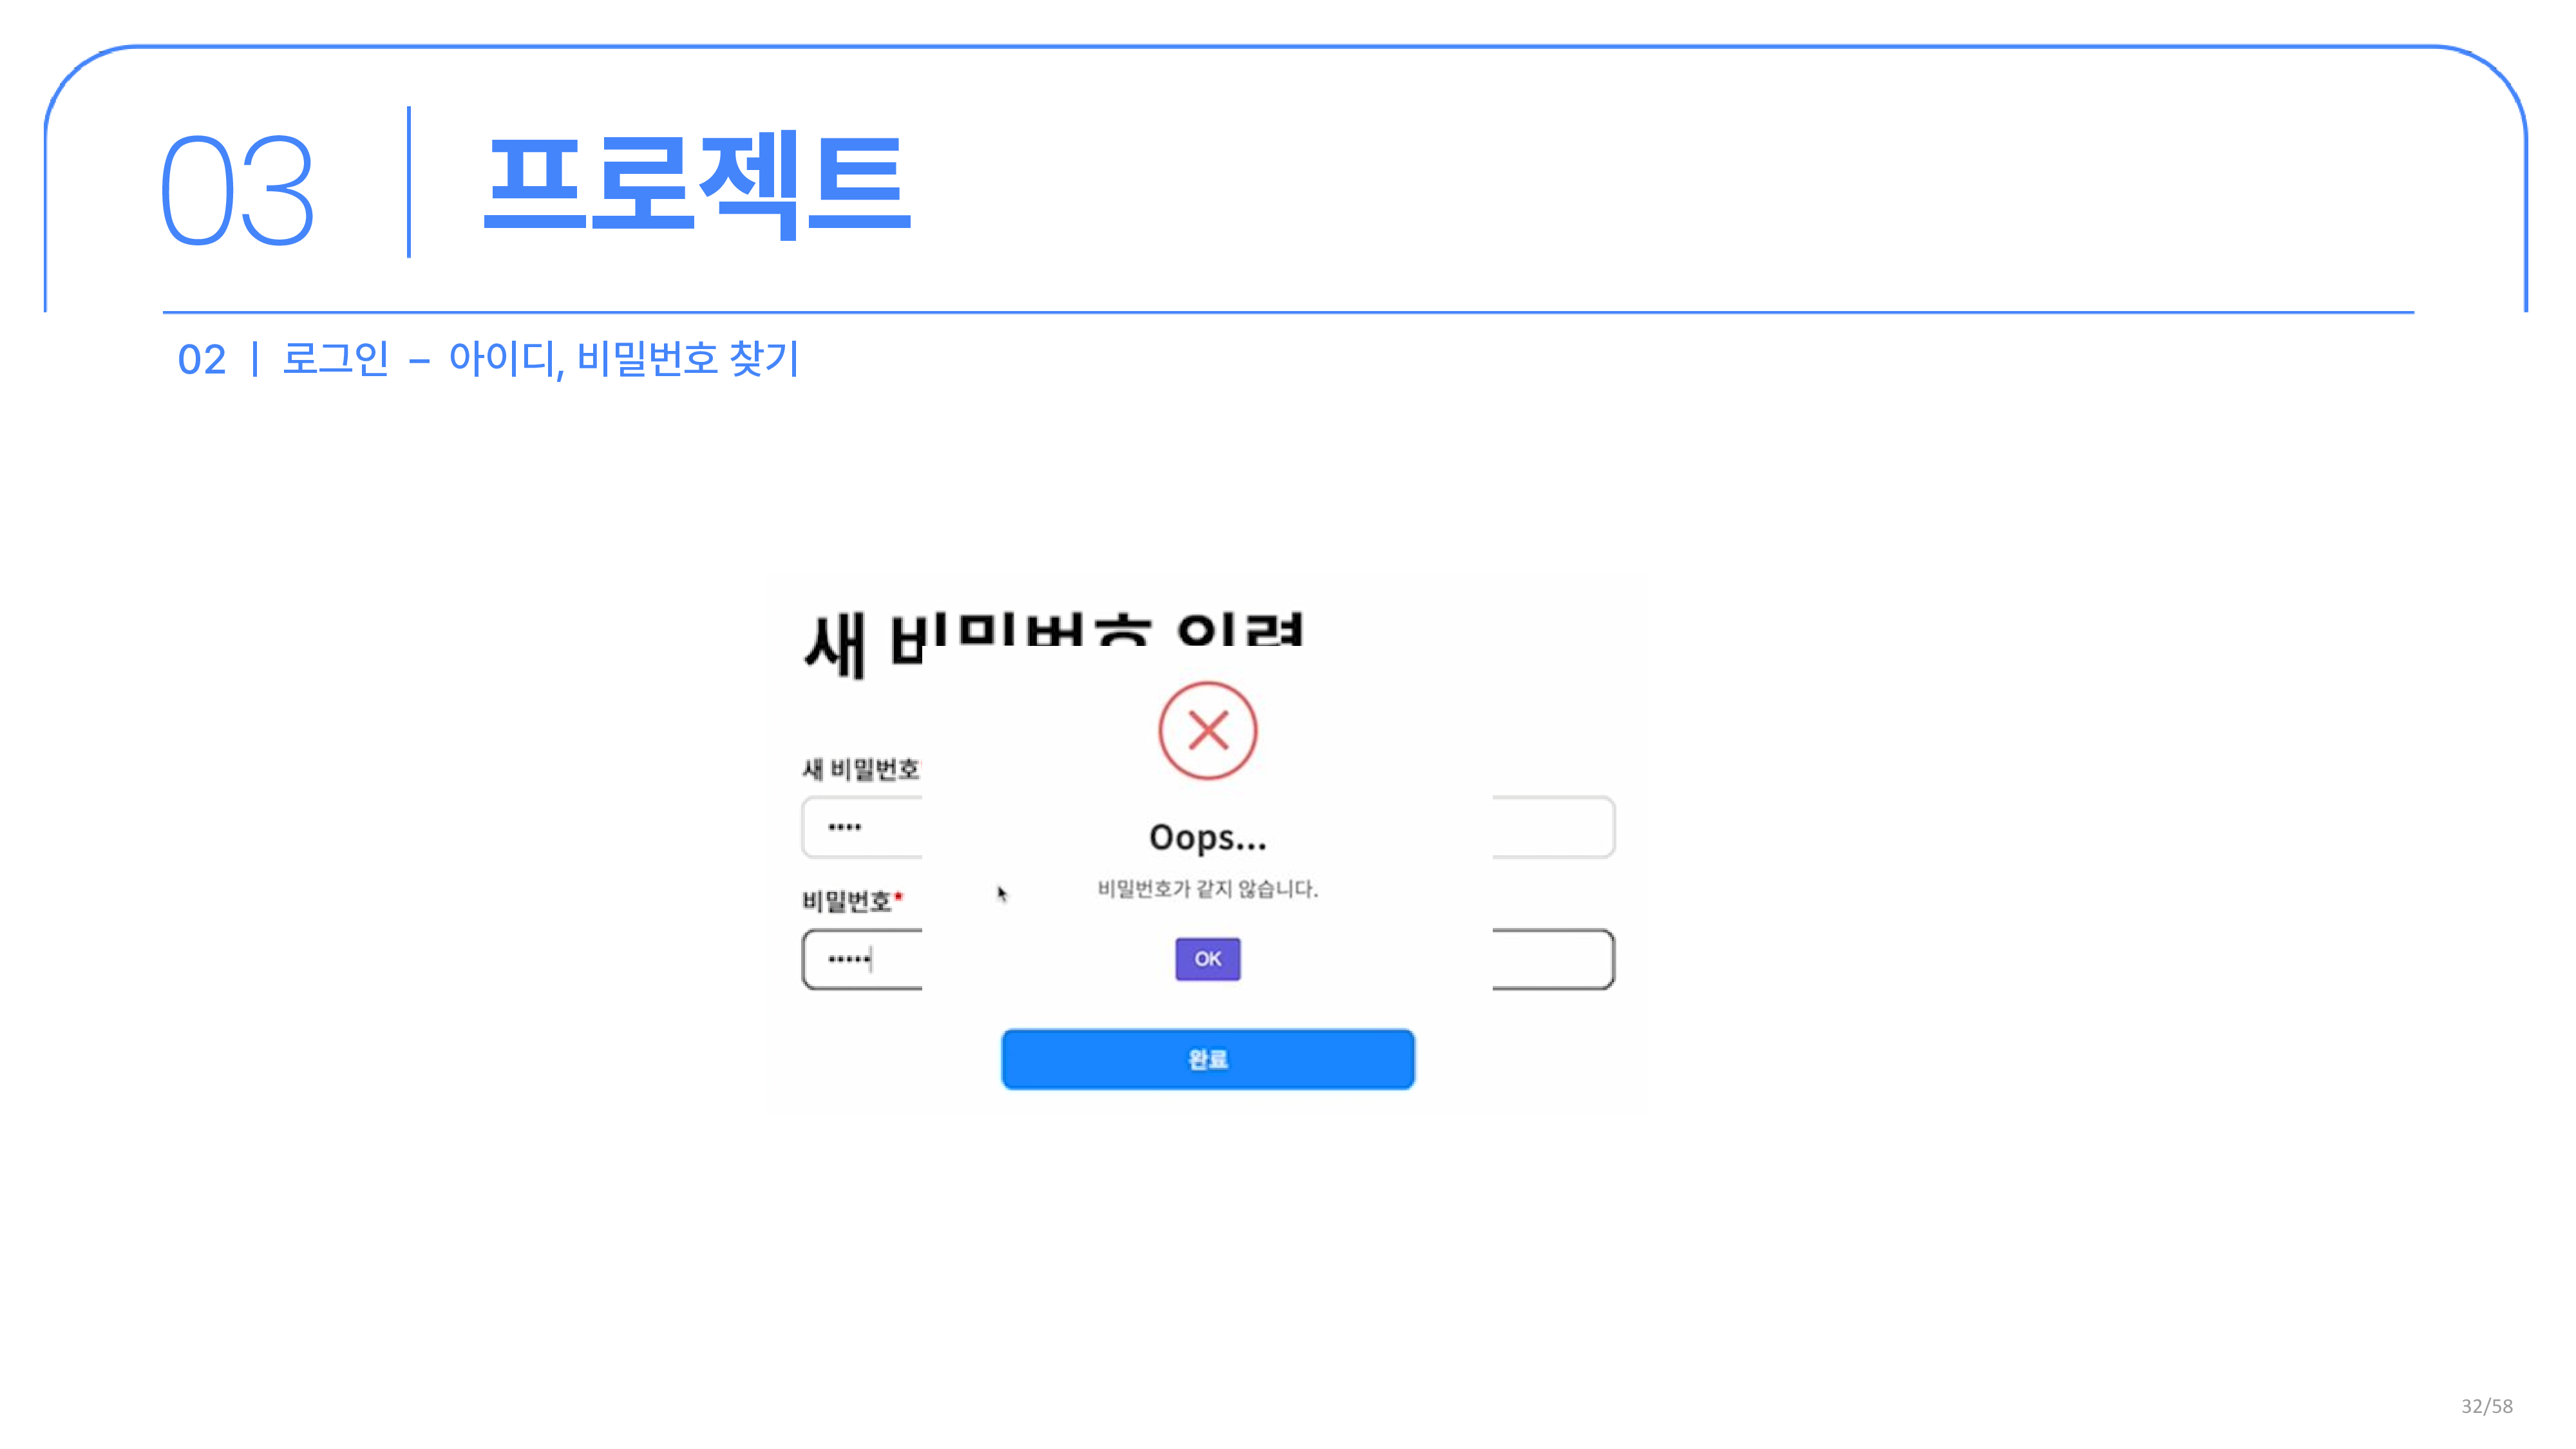 03 | 프로젝트
02 | 로그인 – 아이디, 비밀번호 찾기
새 비밀번호 입력
새 비밀번호
••••
Oops...
비밀번호가 같지 않습니다.
비밀번호*
•••••
OK
완료
32/58